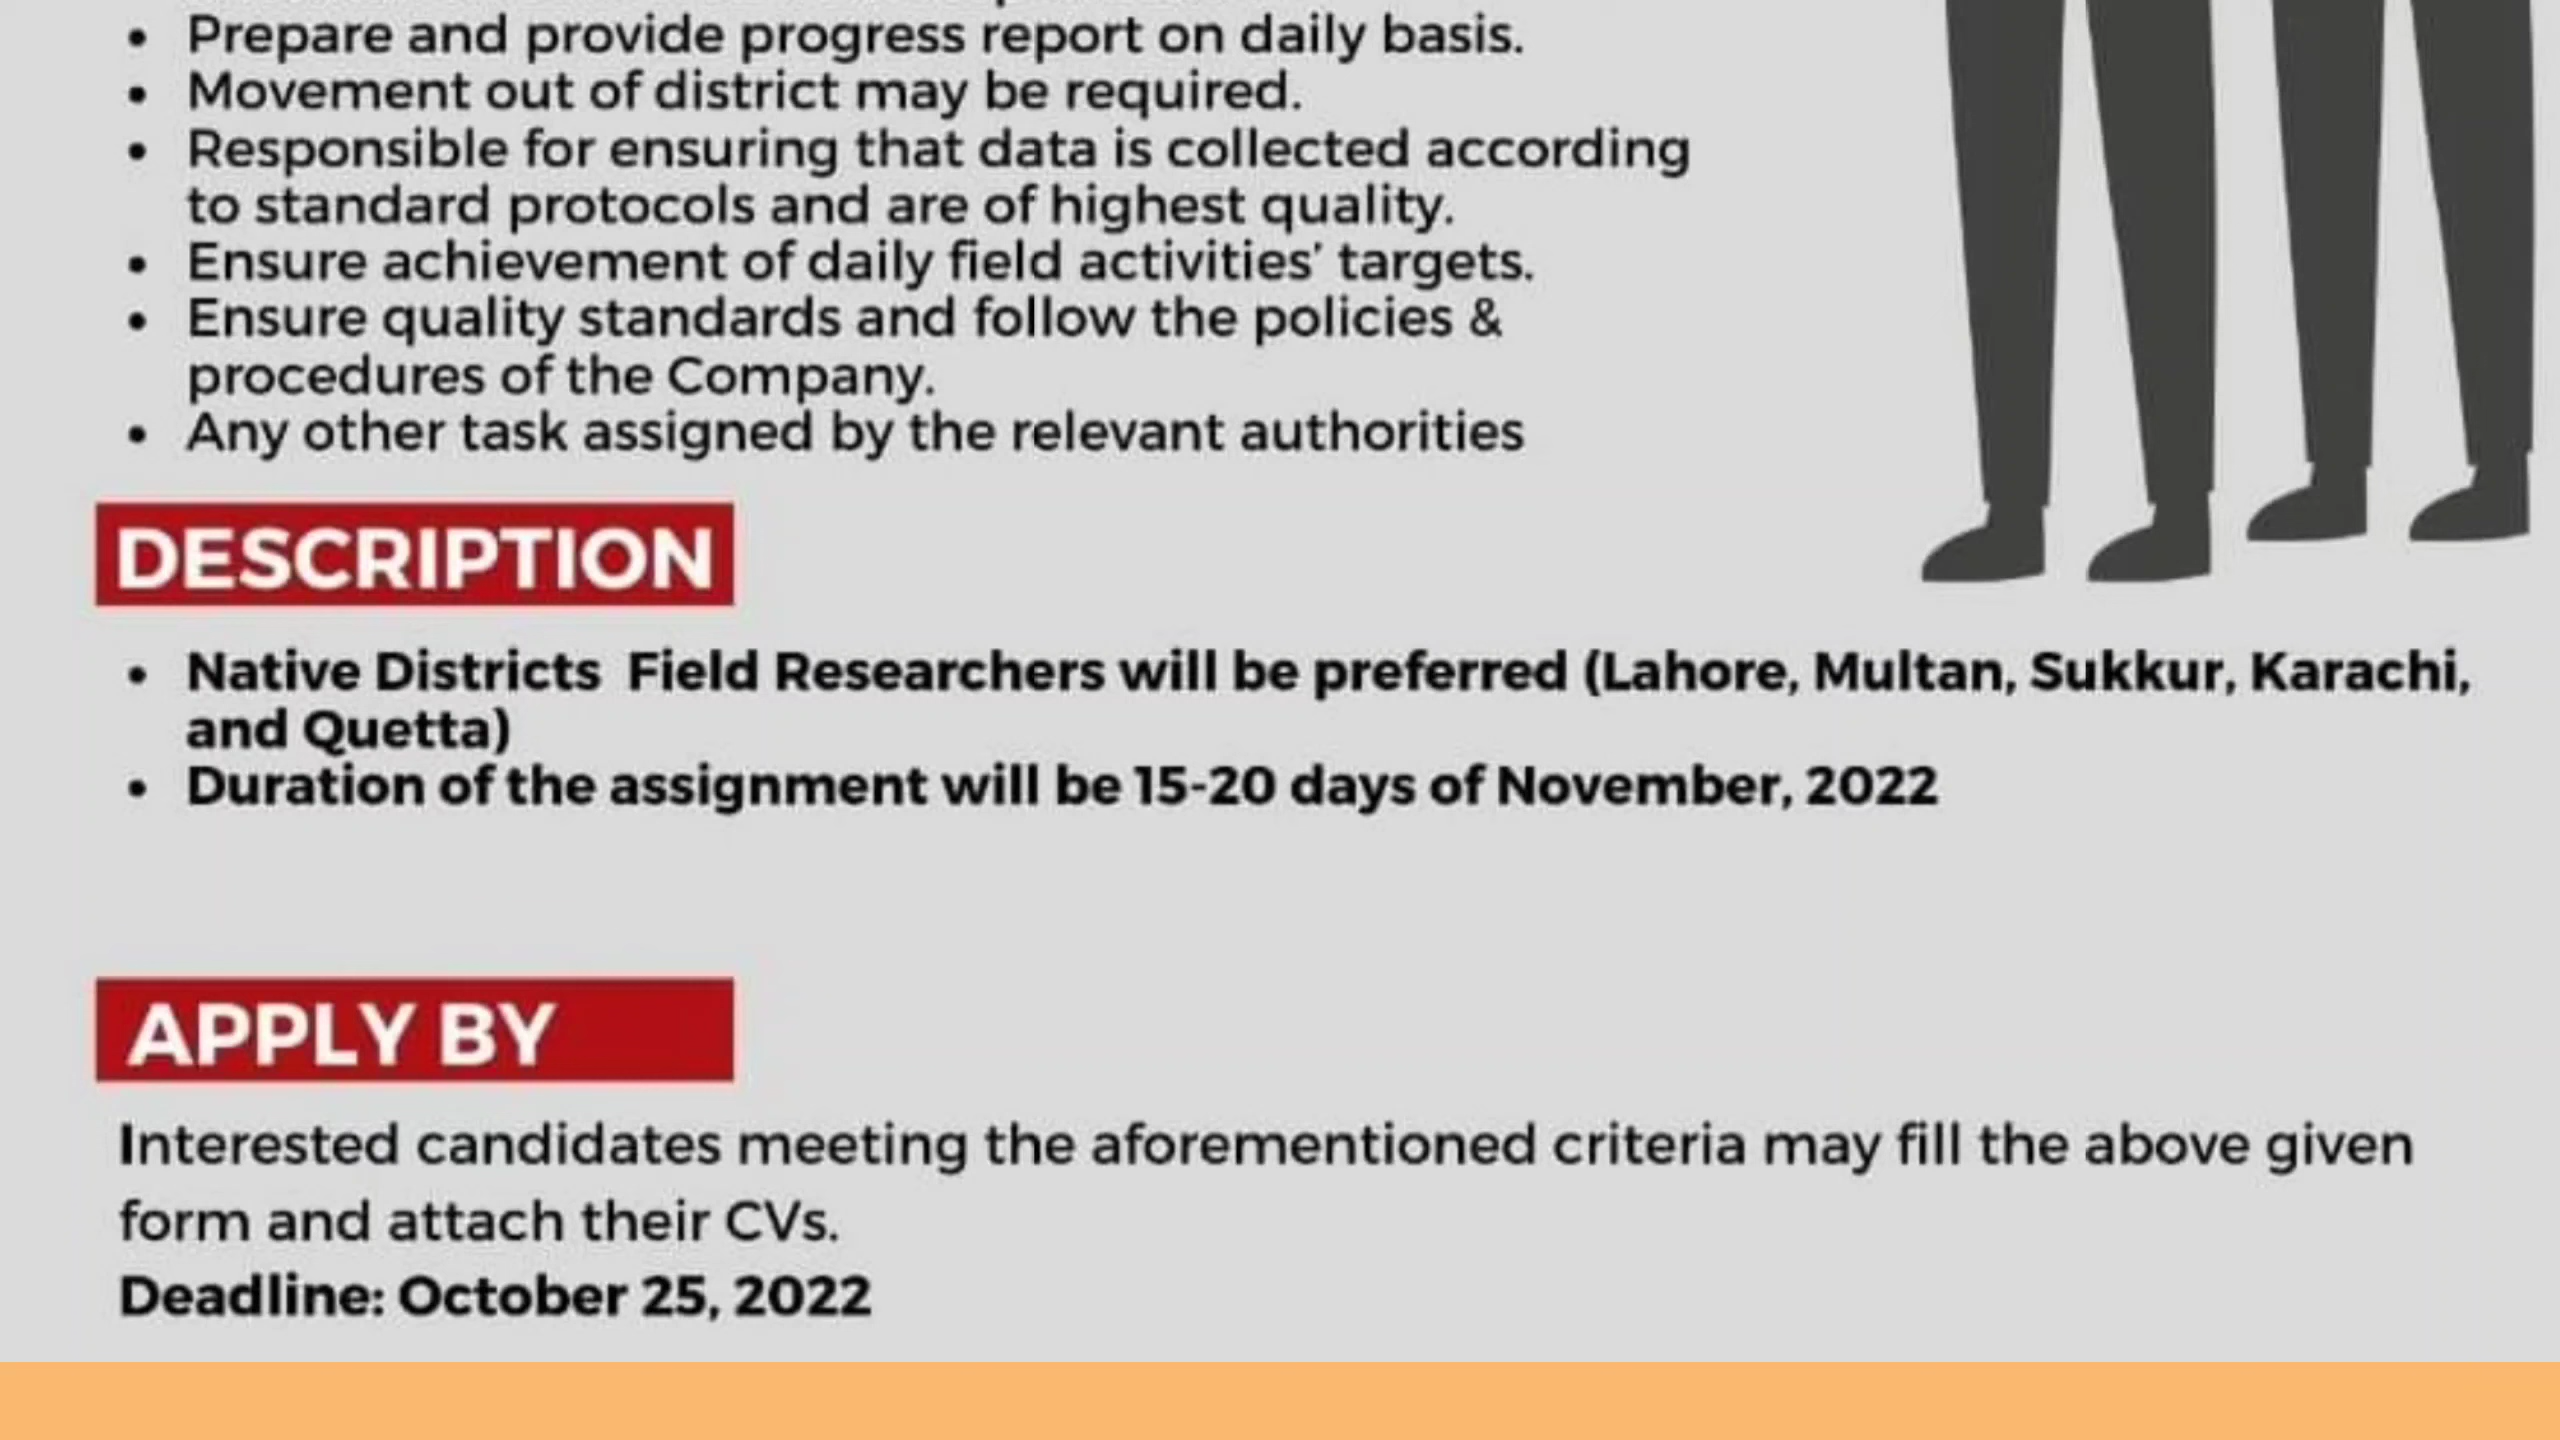 • Prepare and provide progress report on daily basis.
• Movement out of district may be required.
• Responsible for ensuring that data is collected according
to standard protocols and are of highest quality.
• Ensure achievement of daily field activities’ targets.
• Ensure quality standards and follow the policies &
procedures of the Company.
• Any other task assigned by the relevant authorities
DESCRIPTION
• Native Districts Field Researchers will be preferred (Lahore, Multan, Sukkur, Karachi,
and Quetta)
• Duration of the assignment will be 15-20 days of November, 2022
APPLY BY
Interested candidates meeting the aforementioned criteria may fill the above given
form and attach their CVs.
Deadline: October 25, 2022